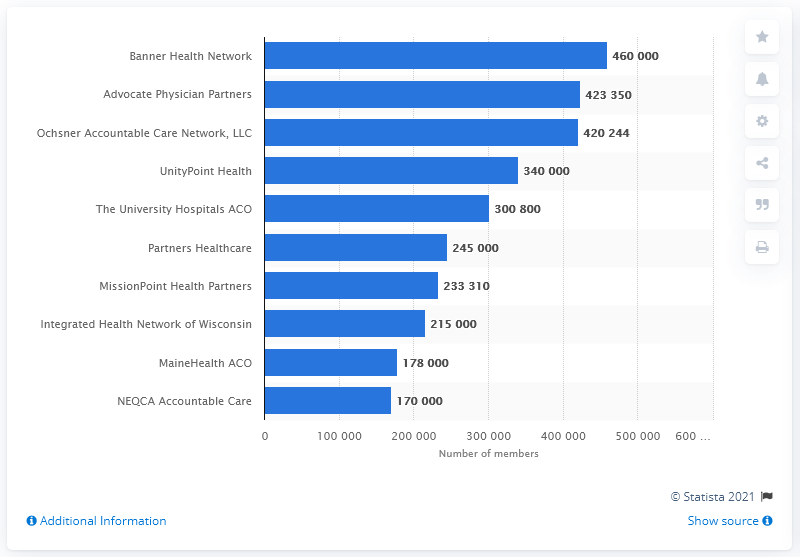 Banner Health Network 460 000
Advocate Physician Partners 423 350
Ochsner Accountable Care Network, LLC 420 244
UnityPoint Health 340 000
The University Hospitals ACO 300 800
Partners Healthcare 245 000
MissionPoint Health Partners 233 310
Integrated Health Network of Wisconsin 215 000
MaineHealth ACO 178 000
NEQCA Accountable Care 170 000
0 100 000 200 000 300 000 400 000 500 000 600 ...
Number of members
© Statista 2021
Additional Information Show source